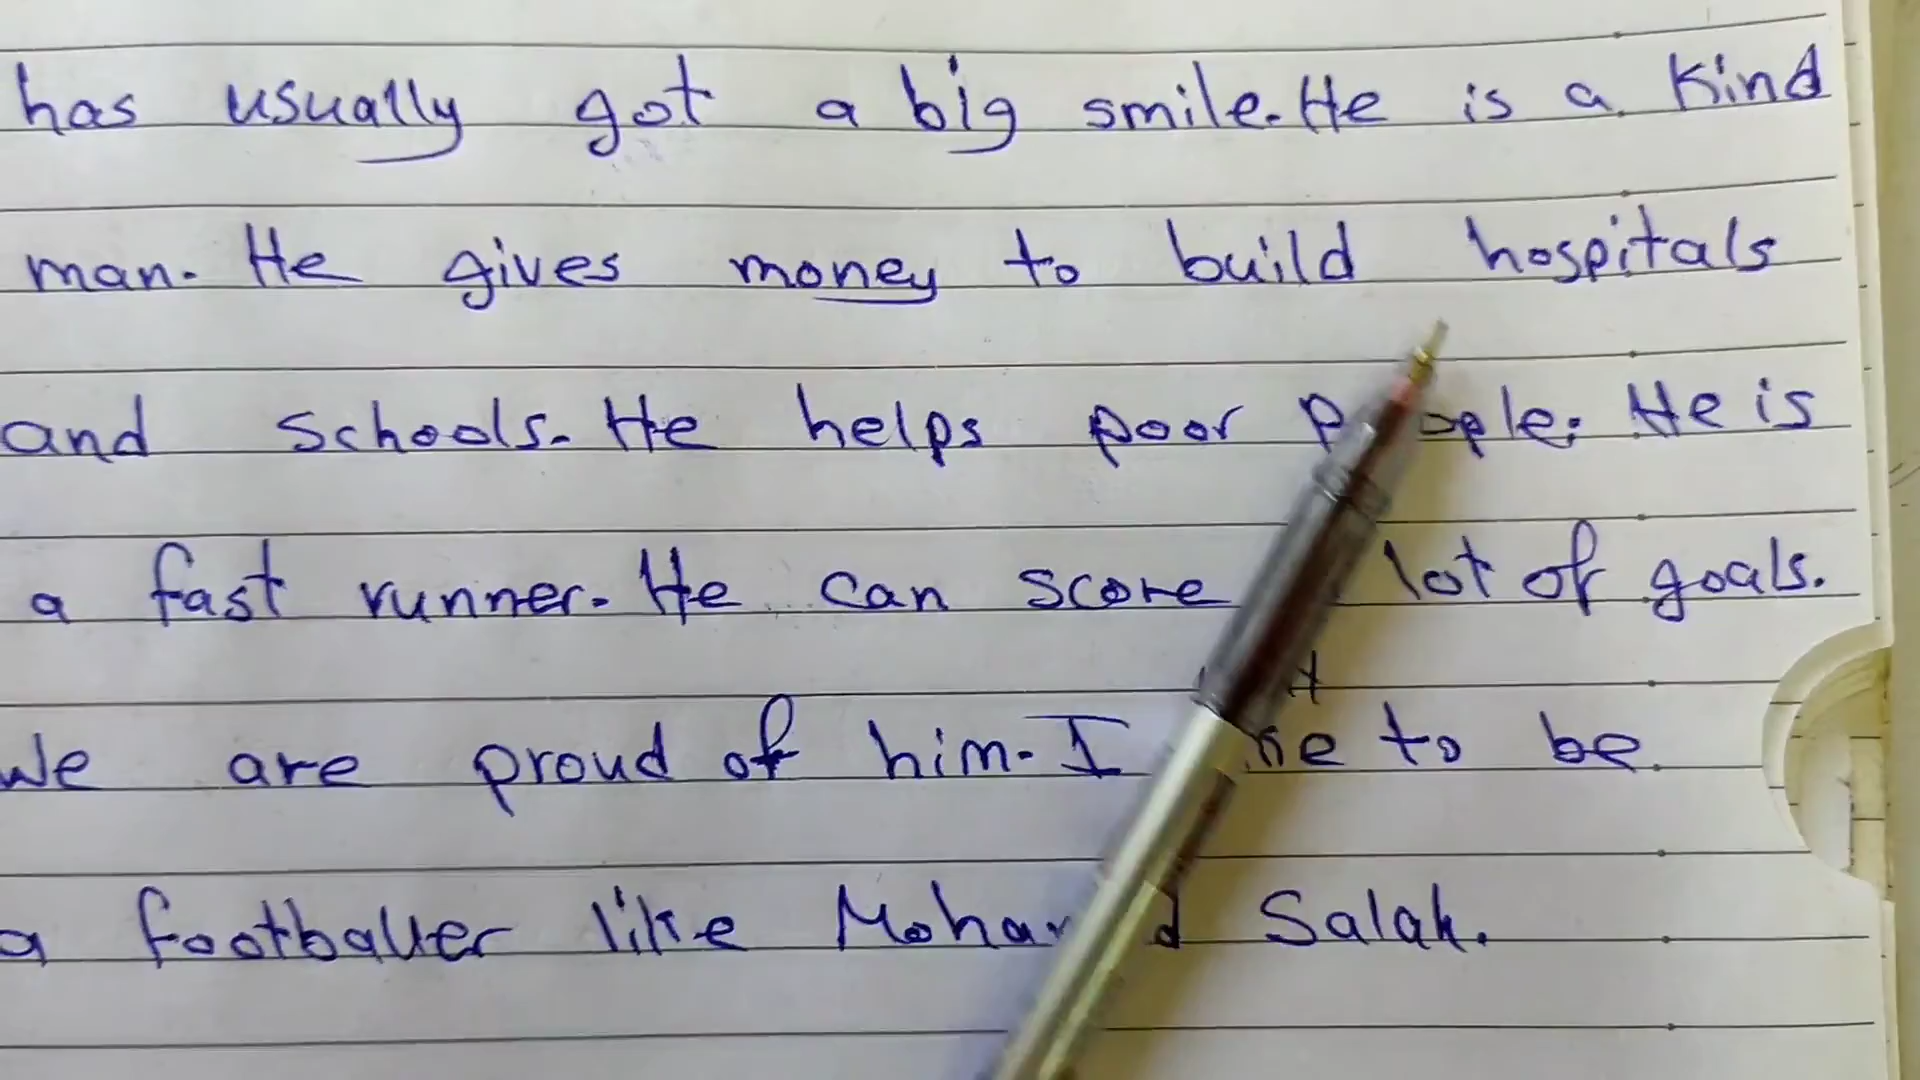 has usually got a big smile. He is a kind
man. He gives money to build hospitals
and schools. He helps poor people. He is
a fast runner. He can score lot of goals.
We are proud of him. I to be
a footballer like Salah.